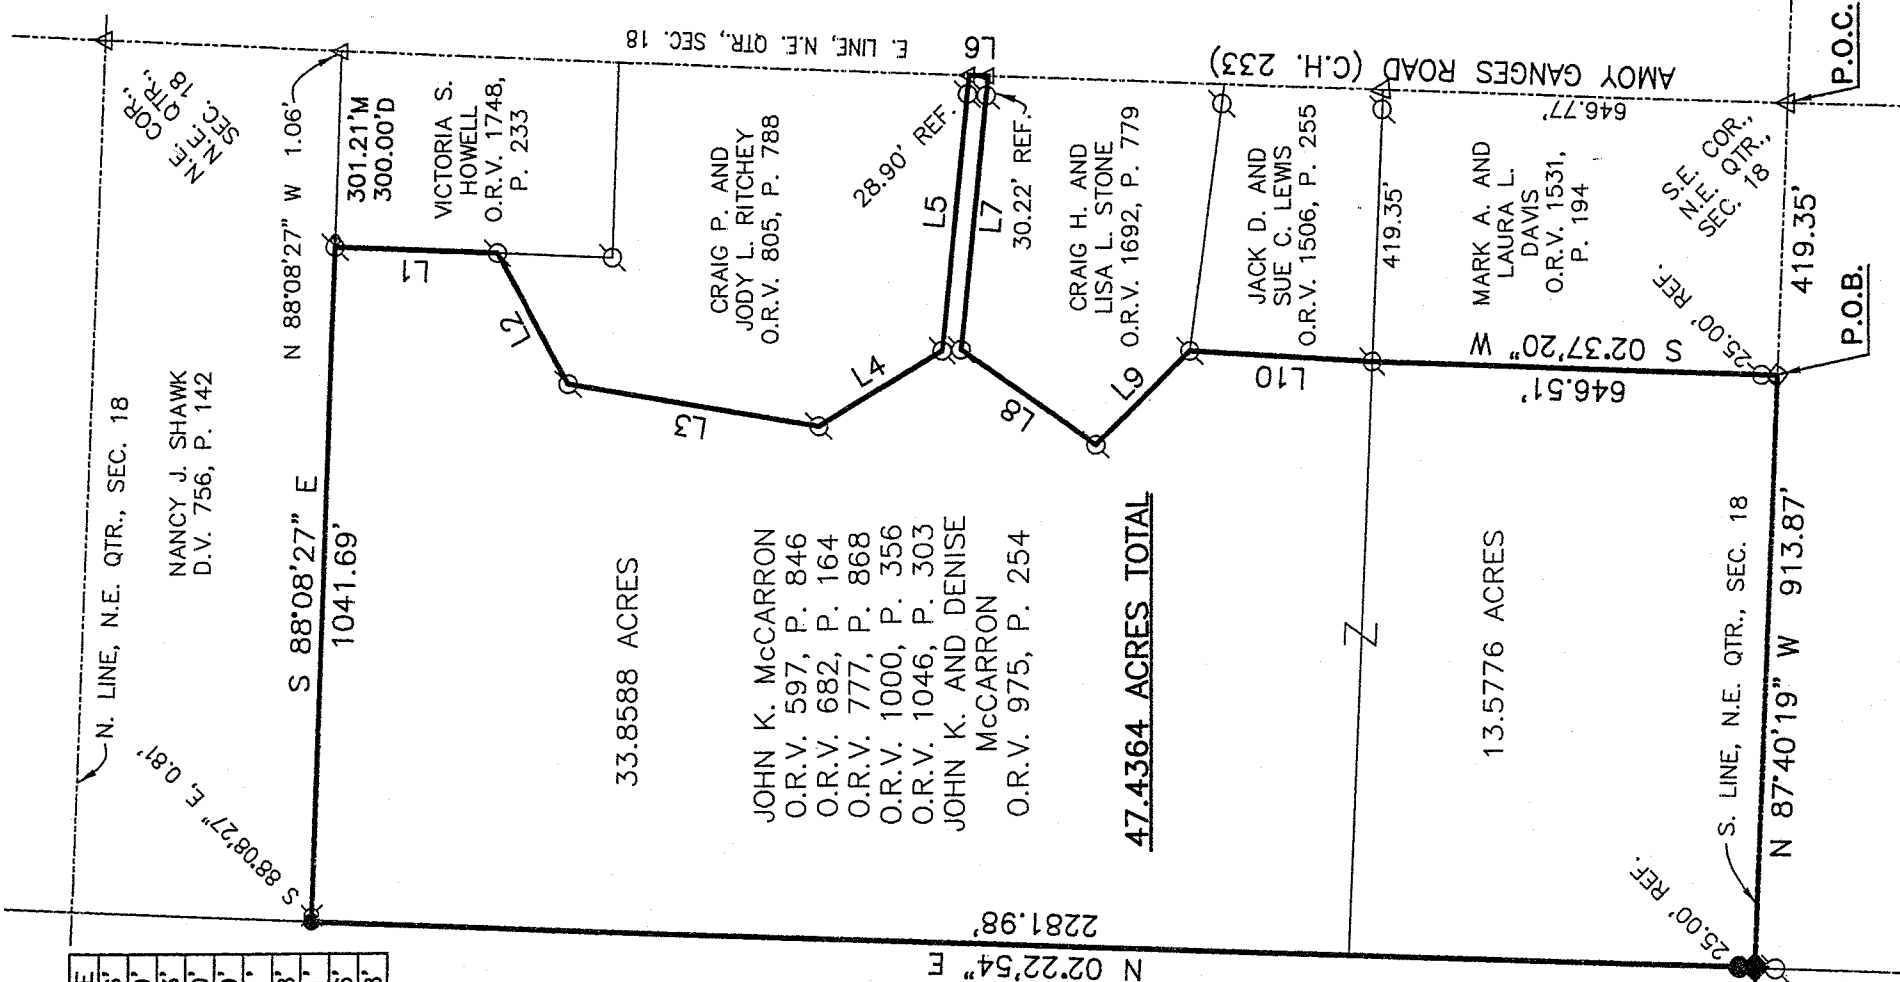 N. LINE, N.E. QTR., SEC. 18
NANCY J. SHAWK
D.V. 756, P. 142
N.E. COR.,
N.E. QTR.,
SEC. 18
S 88°08'27" E, 0.81'
S 88°08'27" E
1041.69'
N 88°08'27" W 1.06'
301.21'M
300.00'D
E. LINE, N.E. QTR., SEC. 18
VICTORIA S.
HOWELL
O.R.V. 1748,
P. 233
L1
L2
L3
L4
CRAIG P. AND
JODY L. RITCHEY
O.R.V. 805, P. 788
28.90' REF.
L5
L6
L7
30.22' REF.
L8
L9
L10
CRAIG H. AND
LISA L. STONE
O.R.V. 1692, P. 779
AMOY GANGES ROAD (C.H. 233)
JACK D. AND
SUE C. LEWIS
O.R.V. 1506, P. 255
419.35'
646.77'
MARK A. AND
LAURA L.
DAVIS
O.R.V. 1531,
P. 194
S.E. COR.,
N.E. QTR.,
SEC. 18
P.O.C.
419.35'
S 02°37'20" W
646.51'
25.00' REF.
P.O.B.
33.8588 ACRES
JOHN K. McCARRON
O.R.V. 597, P. 846
O.R.V. 682, P. 164
O.R.V. 777, P. 868
O.R.V. 1000, P. 356
O.R.V. 1046, P. 303
JOHN K. AND DENISE
McCARRON
O.R.V. 975, P. 254
47.4364 ACRES TOTAL
Z
13.5776 ACRES
S. LINE, N.E. QTR., SEC. 18
N 87°40'19" W 913.87'
25.00' REF.
2281.98'
N 02°22'54" E